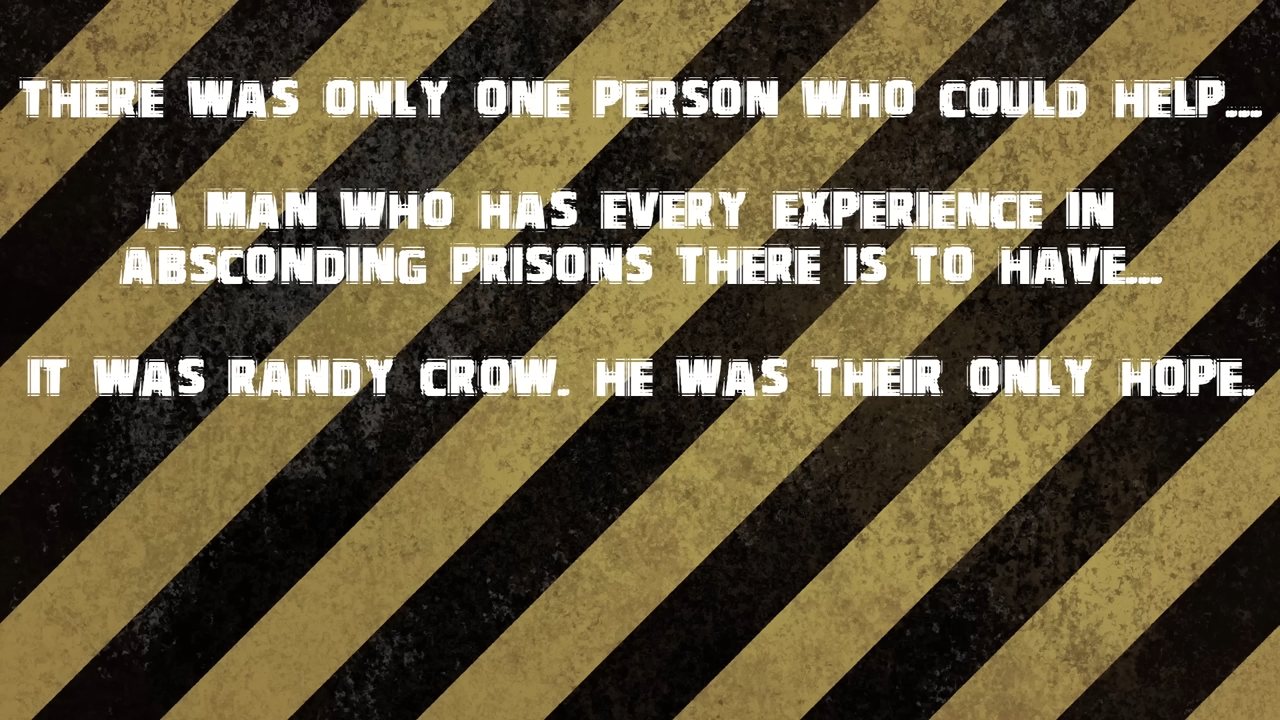 THERE WAS ONLY ONE PERSON WHO COULD HELP...
A MAN WHO HAS EVERY EXPERIENCE IN
ABSCONDING PRISONS THERE IS TO HAVE...
IT WAS RANDY CROW. HE WAS THEIR ONLY HOPE.